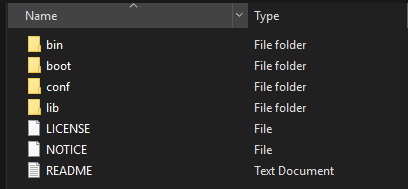 Name Type
bin File folder
boot File folder
conf File folder
lib File folder
LICENSE File
NOTICE File
README Text Document